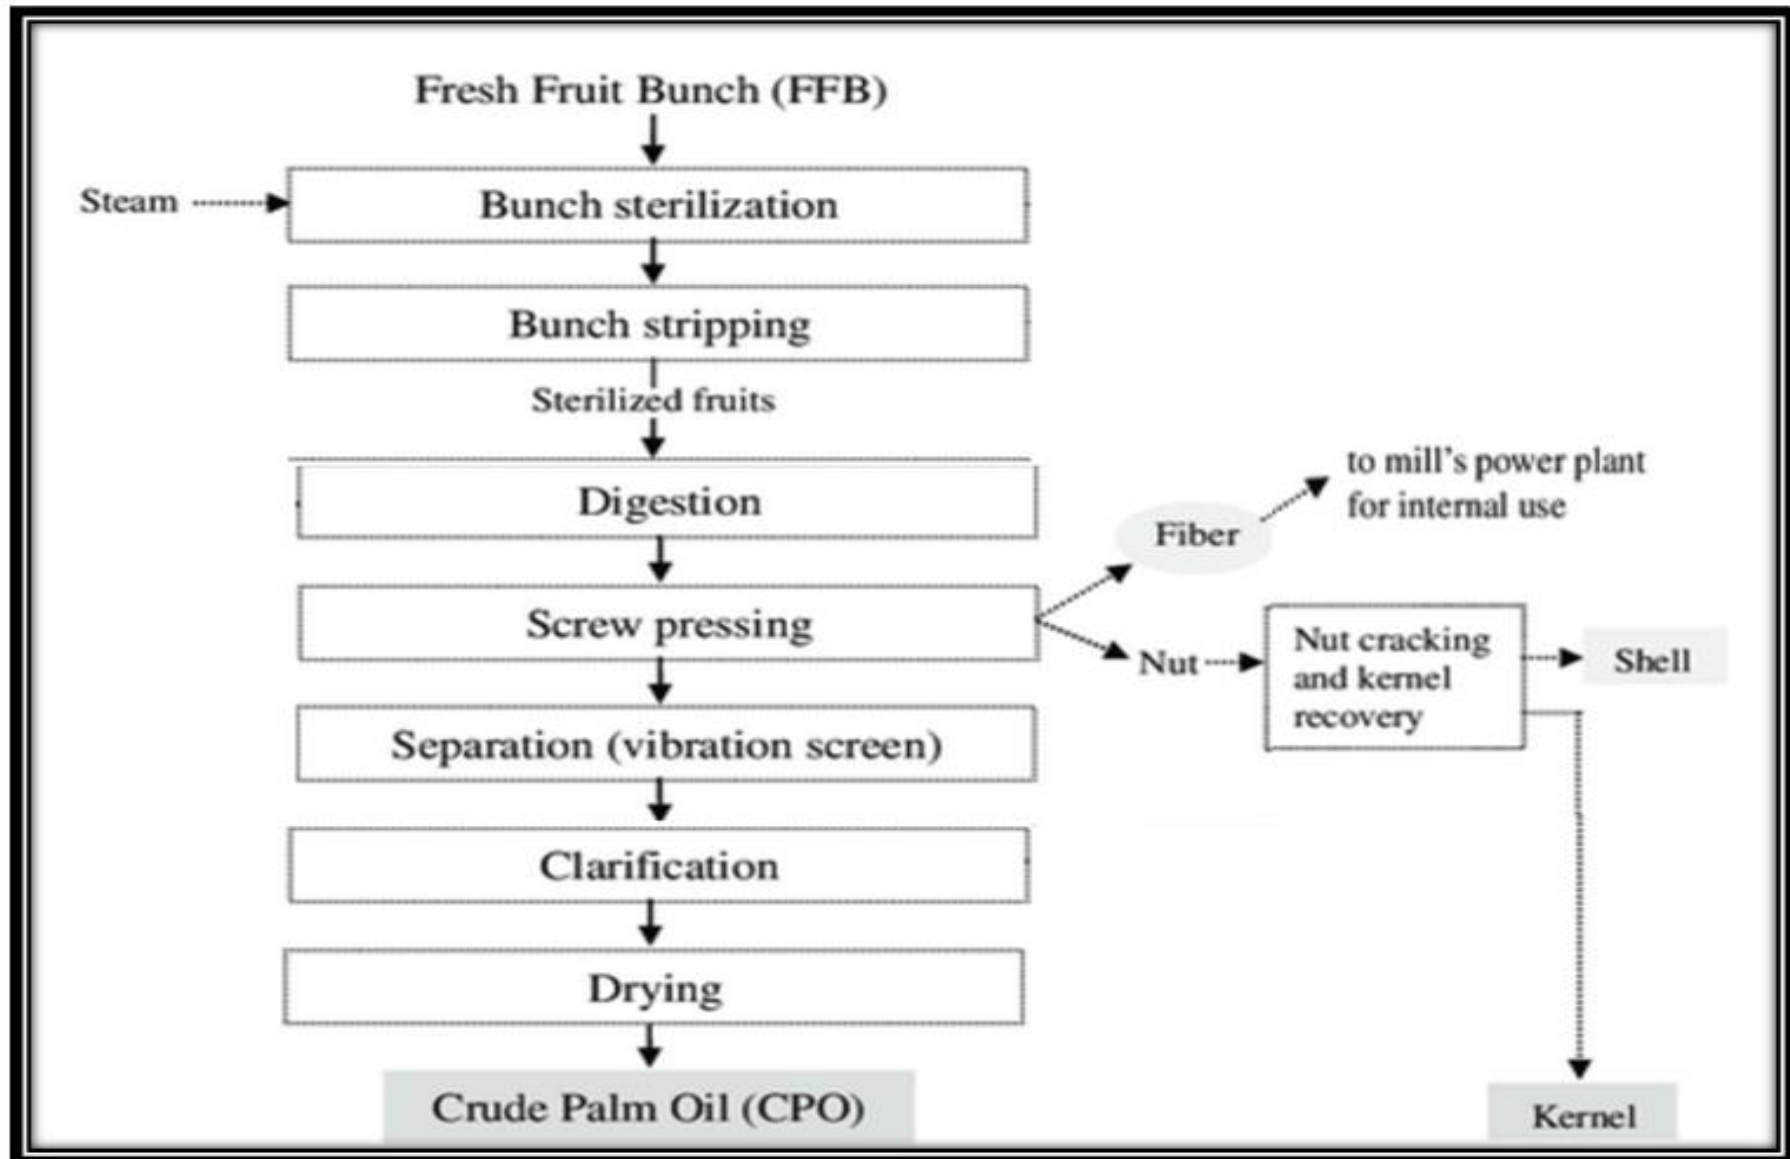 Fresh Fruit Bunch (FFB)
Steam
Bunch sterilization
Bunch stripping
Sterilized fruits
Digestion
to mill's power plant
for internal use
Fiber
Screw pressing
Nut
Nut cracking
and kernel
recovery
Shell
Separation (vibration screen)
Clarification
Drying
Crude Palm Oil (CPO)
Kernel